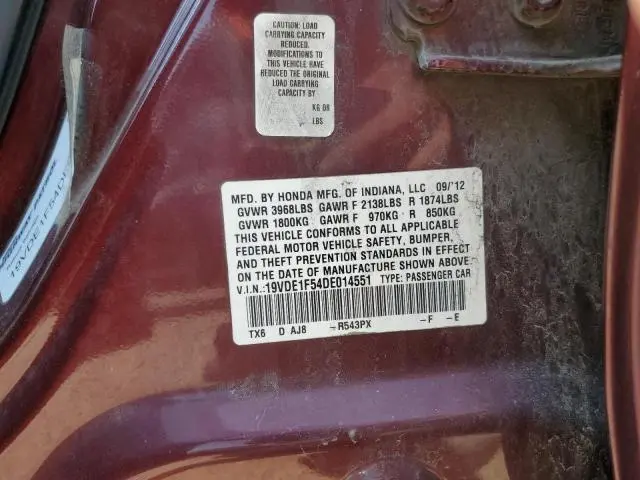 CAUTION: LOAD
CARRYING CAPACITY
REDUCED.
MODIFICATIONS TO
THIS VEHICLE HAVE
REDUCED THE ORIGINAL
LOAD CARRYING
CAPACITY BY
KG OR
LBS
MFD. BY HONDA MFG. OF INDIANA, LLC 09/'12
GVWR 3968LBS GAWR F 2138LBS R 1874LBS
GVWR 1800KG GAWR F 970KG R 850KG
THIS VEHICLE CONFORMS TO ALL APPLICABLE
FEDERAL MOTOR VEHICLE SAFETY, BUMPER,
AND THEFT PREVENTION STANDARDS IN EFFECT
ON THE DATE OF MANUFACTURE SHOWN ABOVE.
V.I.N.:19VDE1F54DE014551 TYPE: PASSENGER CAR
TX6 D AJ8 -R543PX -F -E
19VDE1F54DE